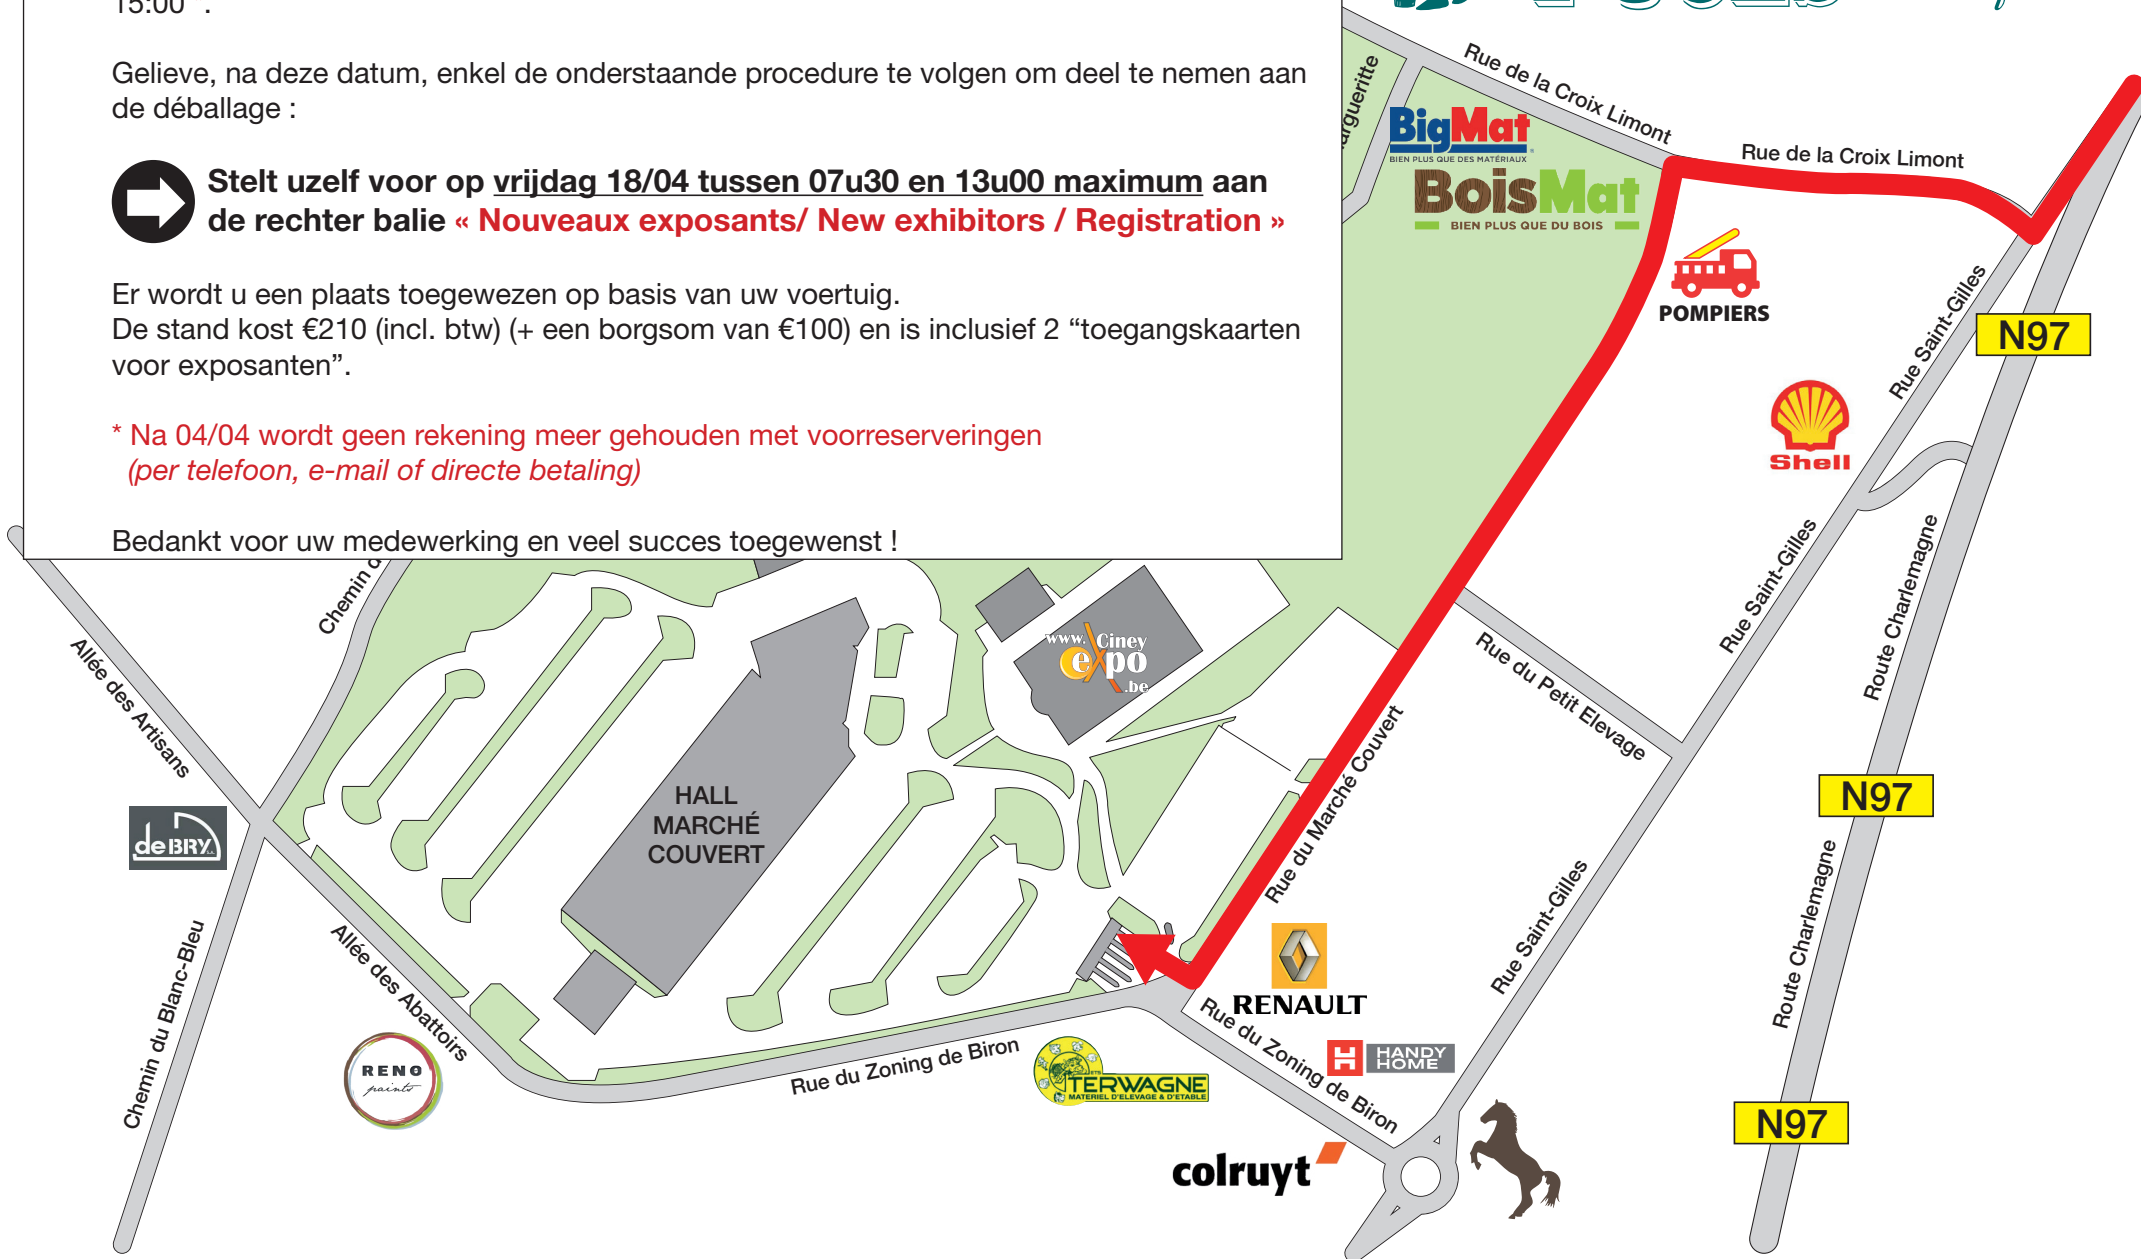 15:00* .
Gelieve, na deze datum, enkel de onderstaande procedure te volgen om deel te nemen aan
de déballage :
Stelt uzelf voor op vrijdag 18/04 tussen 07u30 en 13u00 maximum aan
de rechter balie « Nouveaux exposants/ New exhibitors / Registration »
Er wordt u een plaats toegewezen op basis van uw voertuig.
De stand kost €210 (incl. btw) (+ een borgsom van €100) en is inclusief 2 “toegangskaarten
voor exposanten”.
* Na 04/04 wordt geen rekening meer gehouden met voorreserveringen
(per telefoon, e-mail of directe betaling)
Bedankt voor uw medewerking en veel succes toegewenst !
Rue de la Croix Limont
Rue de la Croix Limont
BigMat
BIEN PLUS QUE DES MATÉRIAUX
BoisMat
BIEN PLUS QUE DU BOIS
POMPIERS
Rue Saint-Gilles
N97
Shell
Rue Saint-Gilles
Route Charlemagne
Chemin
Allée des Artisans
www.Ciney
expo
.be
Rue du Petit Elevage
Rue du Marché Couvert
N97
HALL
MARCHÉ
COUVERT
deBRY
Chemin du Blanc-Bleu
Allée des Abattoirs
Rue Saint-Gilles
Route Charlemagne
RENAULT
RENO
paints
Rue du Zoning de Biron
ETS
TERWAGNE
MATERIEL D'ELEVAGE & D'ETABLE
Rue du Zoning de Biron
H HANDY
HOME
N97
colruyt